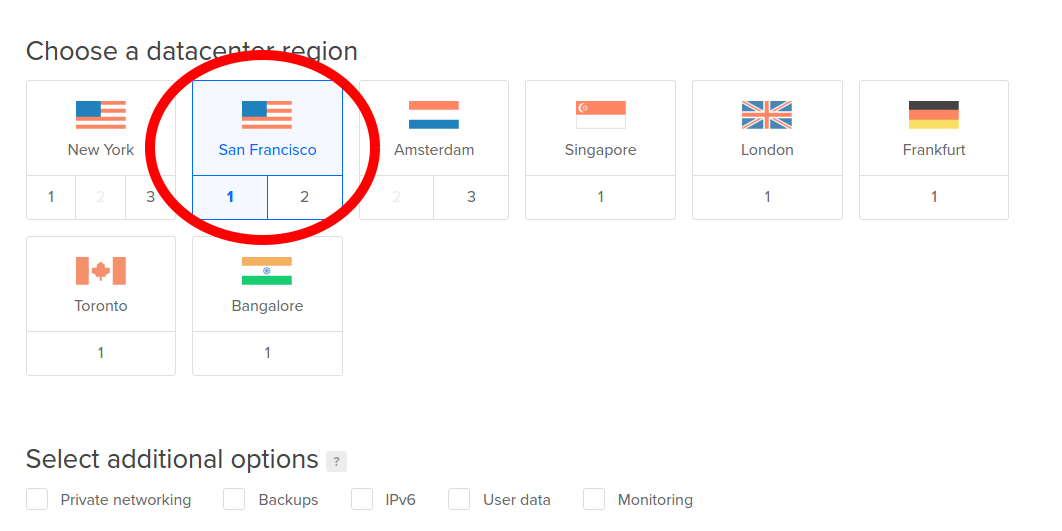 Choose a datacenter region
New York San Francisco Amsterdam Singapore London Frankfurt
1 2 3 1 2 2 3 1 1 1
Toronto Bangalore
1 1
Select additional options ?
Private networking Backups IPv6 User data Monitoring